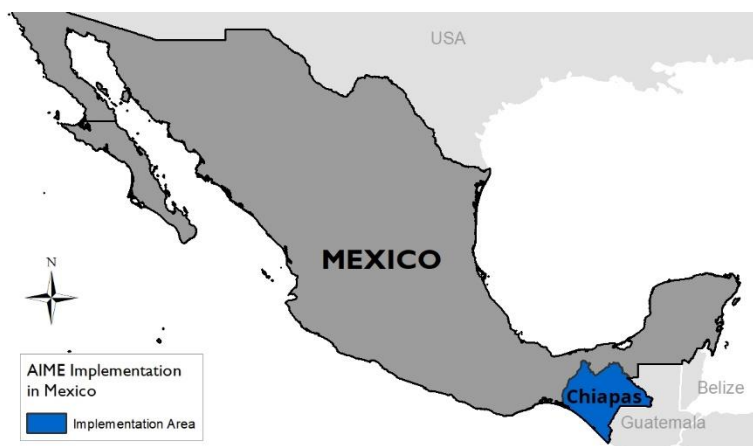 USA
MEXICO
N
AIME Implementation
in Mexico
Implementation Area
Chiapas
Belize
Guatemala